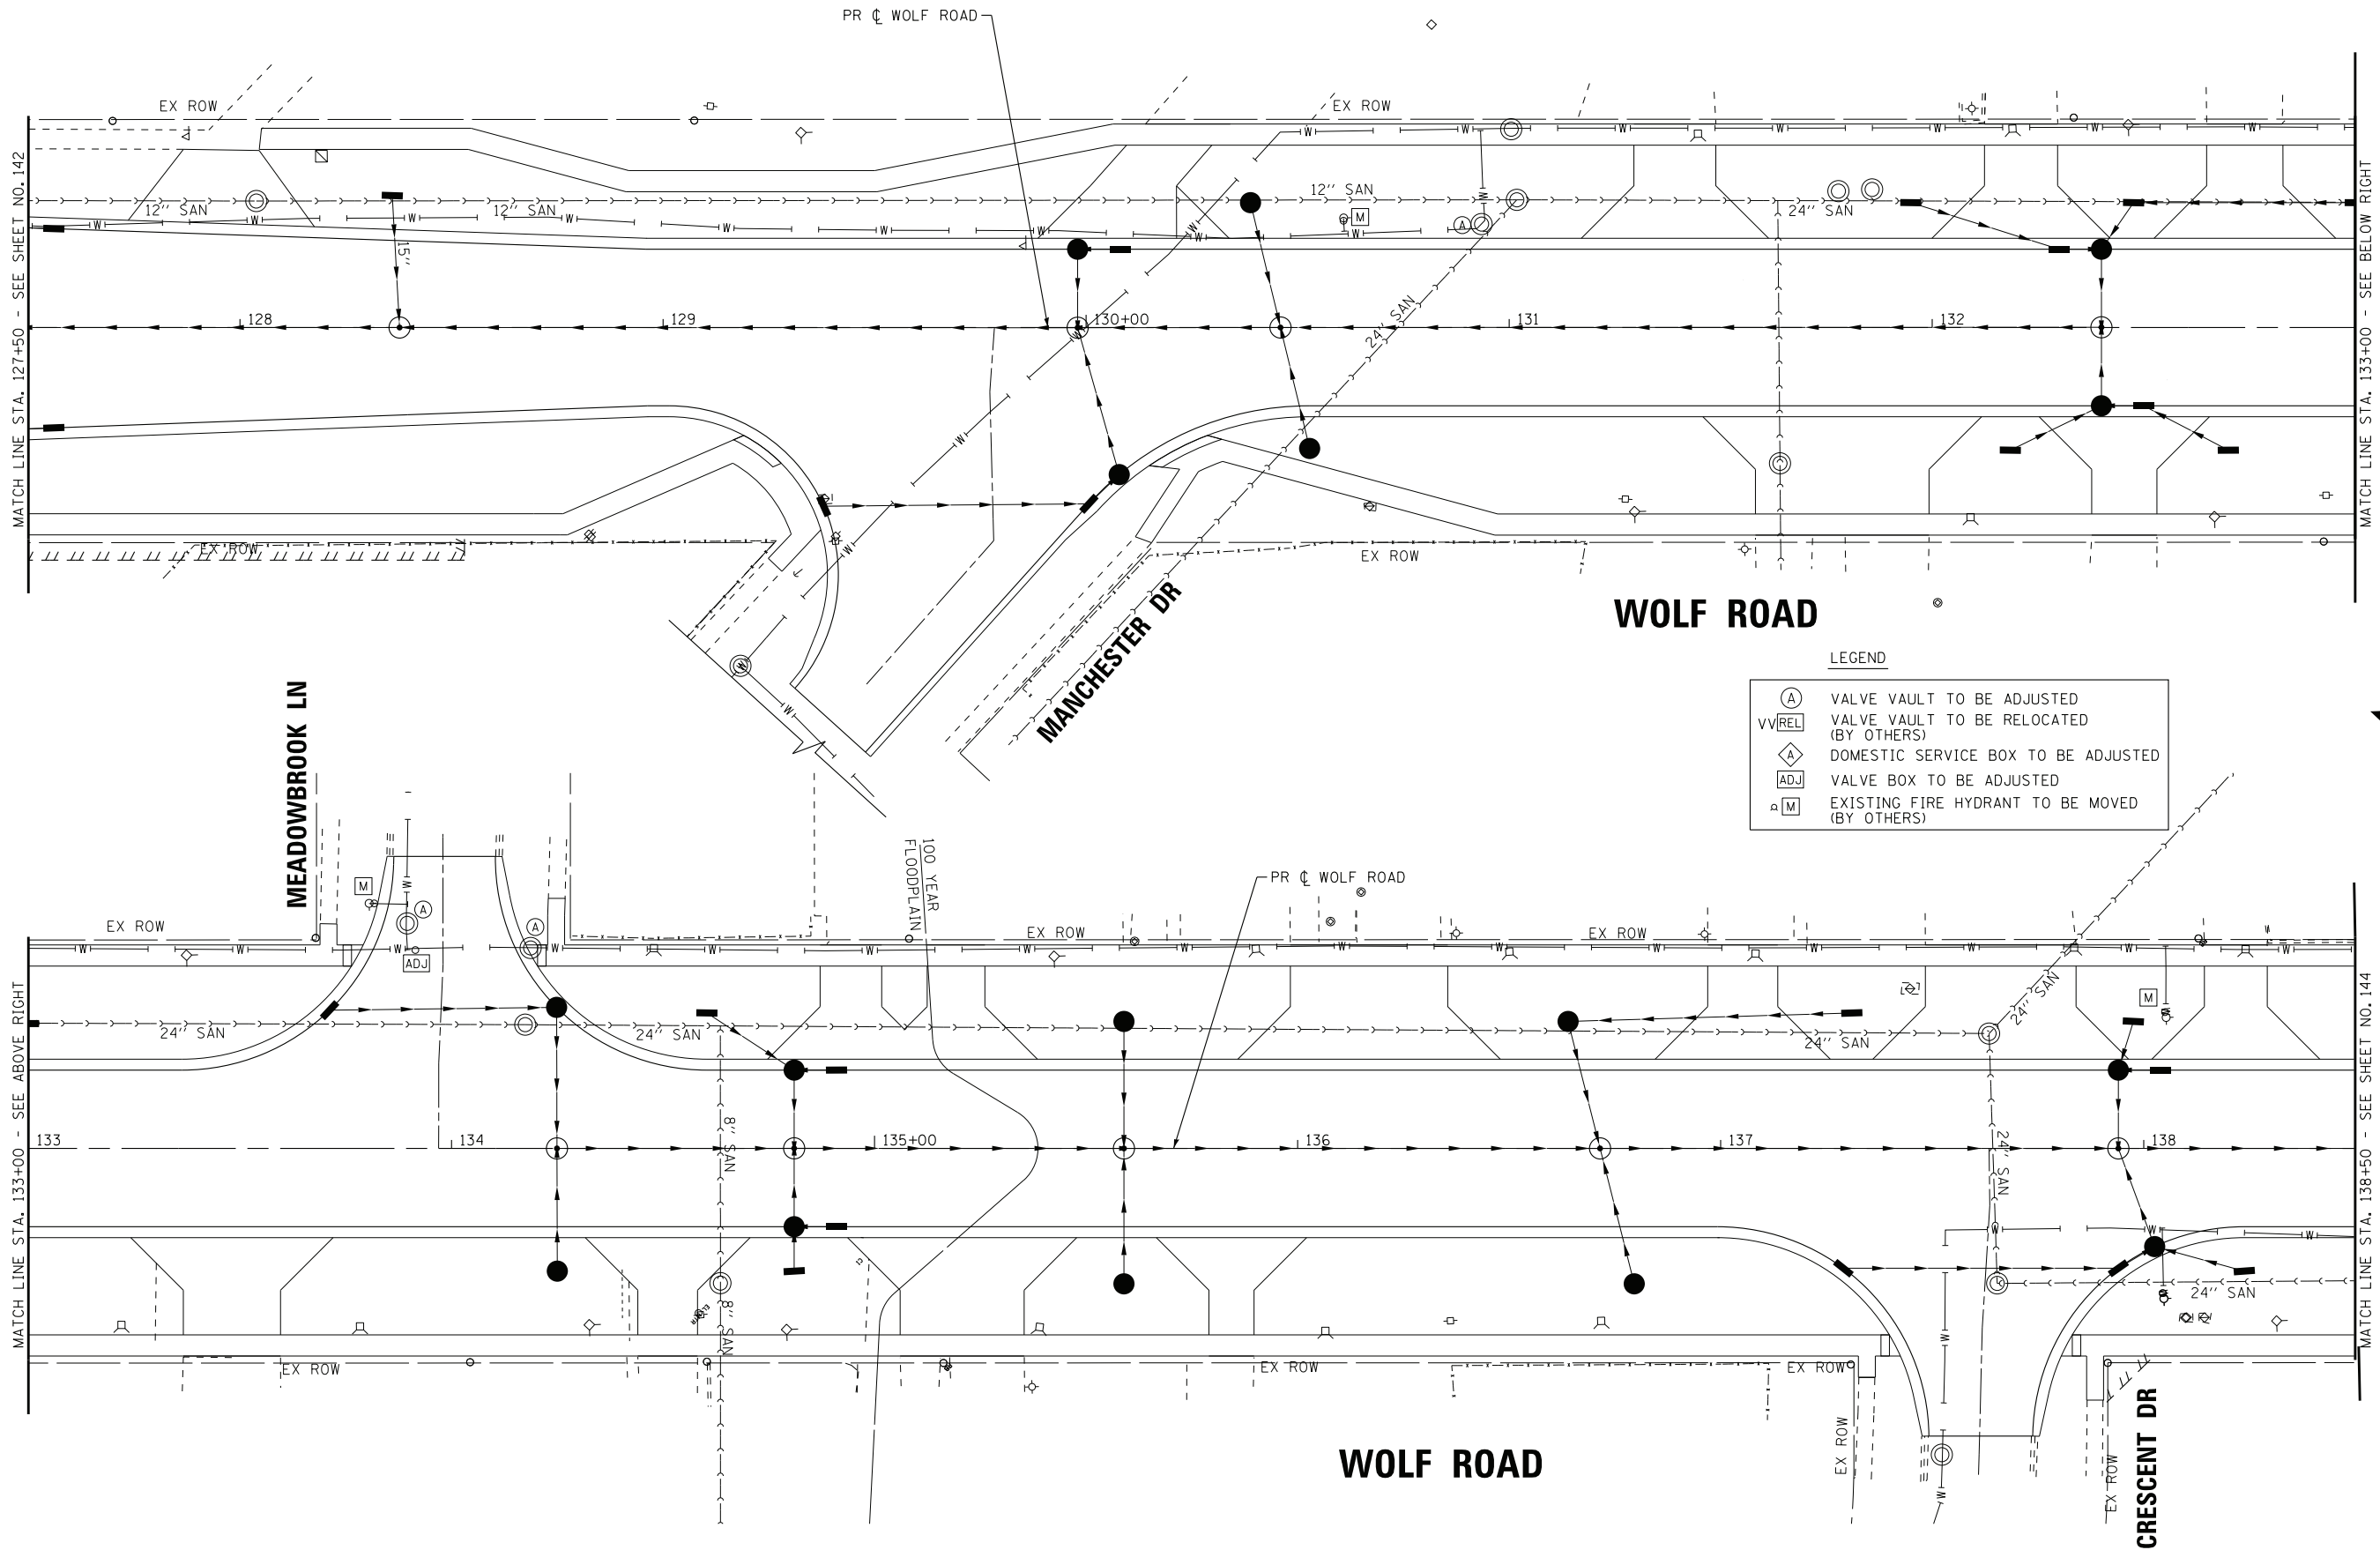 PR ℄ WOLF ROAD
EX ROW
EX ROW
MATCH LINE STA. 127+50 - SEE SHEET NO. 142
12'' SAN
12'' SAN
12'' SAN
24'' SAN
W W W W W W W W
W W W W W W W W W W
M
A
15''
24'' SAN
128
129
130+00
131
132
MATCH LINE STA. 133+00 - SEE BELOW RIGHT
EX ROW
EX ROW
MANCHESTER DR
WOLF ROAD
LEGEND
A VALVE VAULT TO BE ADJUSTED
VV REL VALVE VAULT TO BE RELOCATED
(BY OTHERS)
A DOMESTIC SERVICE BOX TO BE ADJUSTED
ADJ VALVE BOX TO BE ADJUSTED
M EXISTING FIRE HYDRANT TO BE MOVED
(BY OTHERS)
MEADOWBROOK LN
100 YEAR
FLOODPLAIN
PR ℄ WOLF ROAD
M
A
A
ADJ
EX ROW
EX ROW
EX ROW
W W W W W W W W W W W W W W W
M
MATCH LINE STA. 133+00 - SEE ABOVE RIGHT
24'' SAN
24'' SAN
24'' SAN
24'' SAN
8'' SAN
24'' SAN
133
134
135+00
136
137
138
8'' SAN
24'' SAN
MATCH LINE STA. 138+50 - SEE SHEET NO. 144
EX ROW
EX ROW
EX ROW
EX ROW
EX ROW
WOLF ROAD
CRESCENT DR